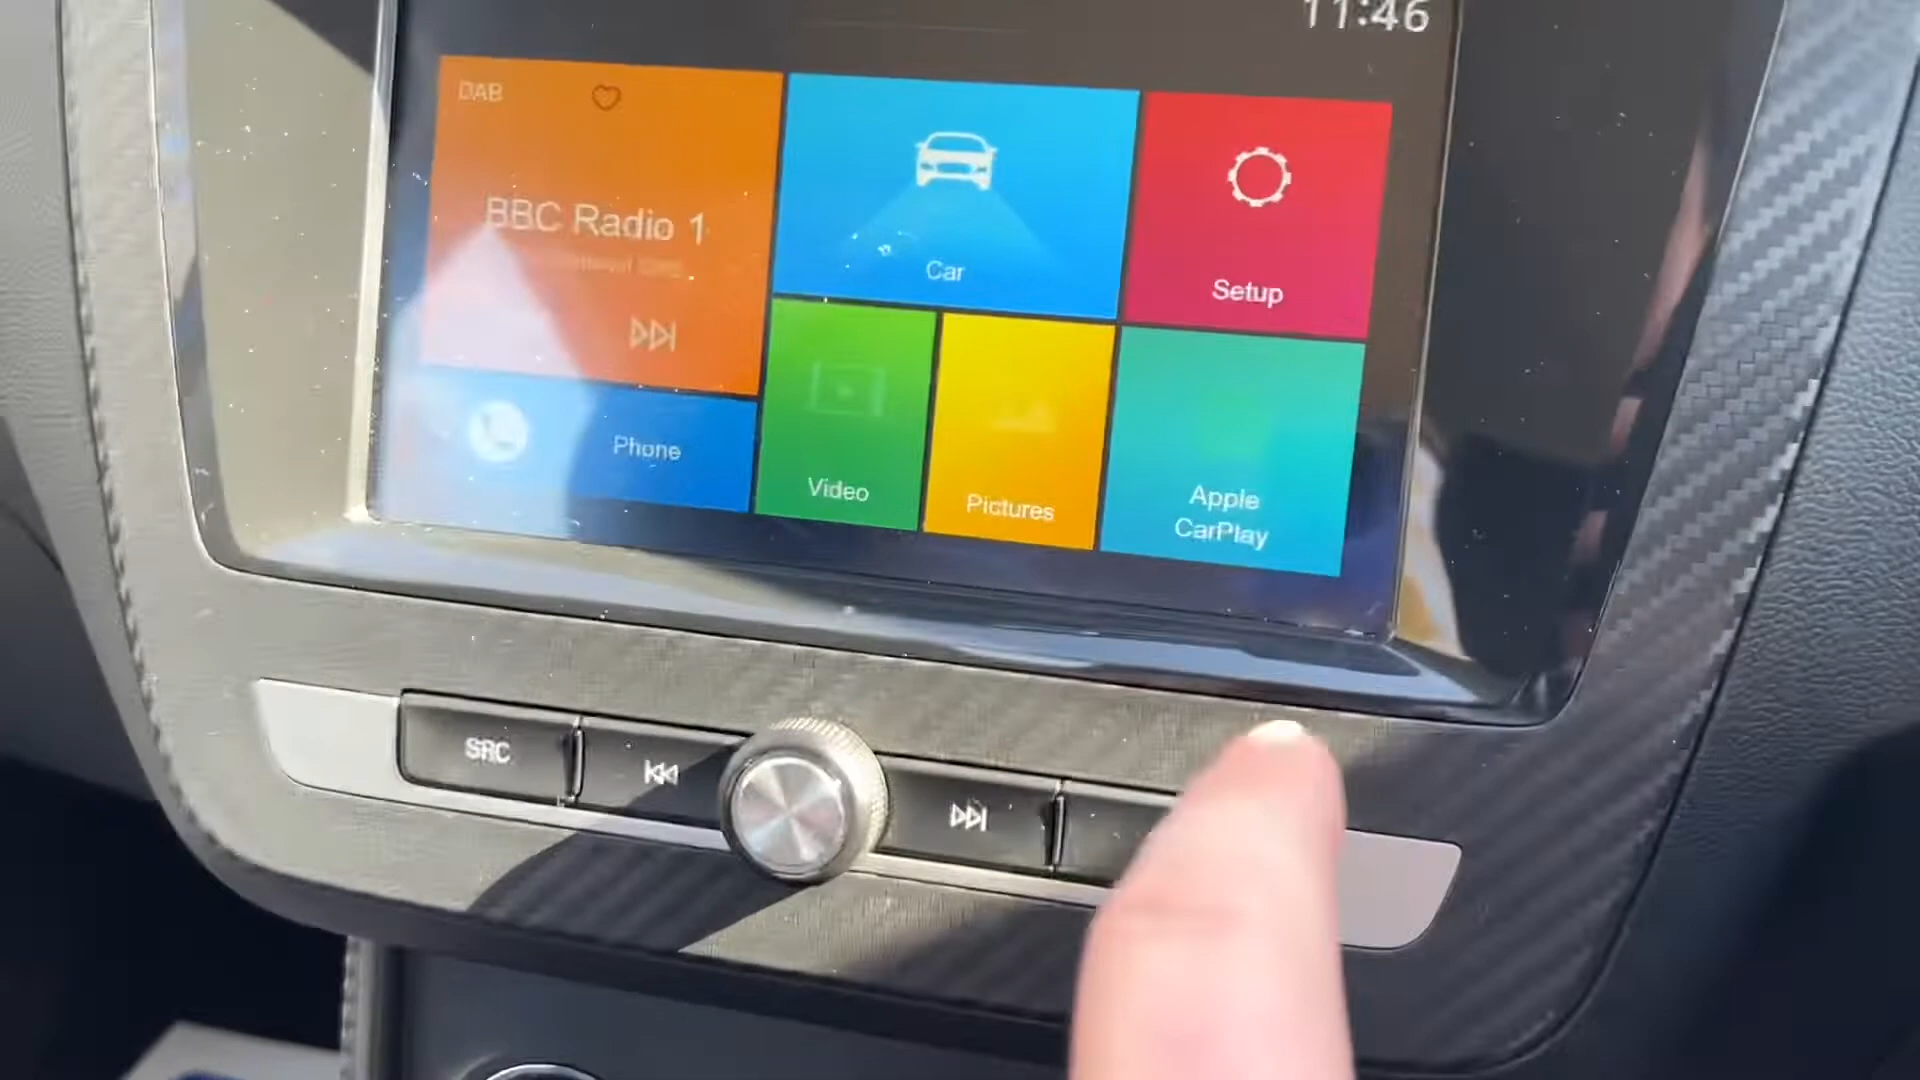 11:46
DAB
BBC Radio 1
Car
Setup
Phone
Video
Pictures
Apple
CarPlay
SRC